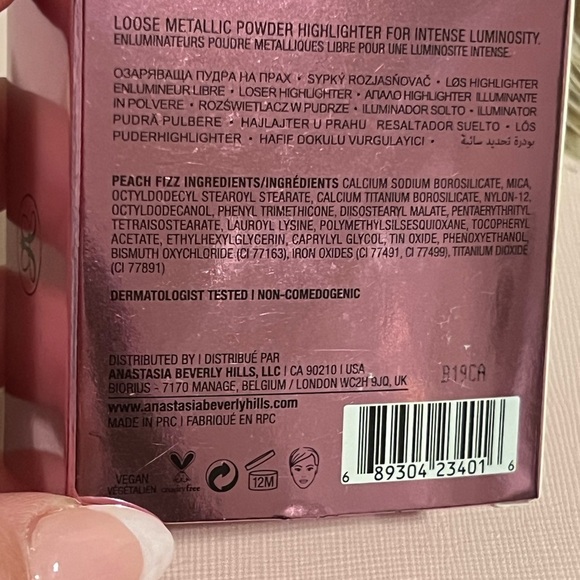 LOOSE METALLIC POWDER HIGHLIGHTER FOR INTENSE LUMINOSITY.
ENLUMINATEURS POUDRE METALLIQUES LIBRE POUR UNE LUMINOSITE INTENSE.
ОЗАРЯВАЩА ПУДРА НА ПРАХ • SYPKÝ ROZJASŇOVAČ • LØS HIGHLIGHTER
ENLUMINEUR LIBRE • LOSER HIGHLIGHTER • ΑΠΑΛΟ HIGHLIGHTER ILLUMINANTE
IN POLVERE • ROZŚWIETLACZ W PUDRZE • ILUMINADOR SOLTO • ILUMINATOR
PUDRĂ PULBERE • HAJLAJTER U PRAHU RESALTADOR SUELTO • LÖS
PUDERHIGHLIGHTER • HAFIF DOKULU VURGULAYICI • بودرة تحديد سائبة
PEACH FIZZ INGREDIENTS/INGRÉDIENTS CALCIUM SODIUM BOROSILICATE, MICA,
OCTYLDODECYL STEAROYL STEARATE, CALCIUM TITANIUM BOROSILICATE, NYLON-12,
OCTYLDODECANOL, PHENYL TRIMETHICONE, DIISOSTEARYL MALATE, PENTAERYTHRITYL
TETRAISOSTEARATE, LAUROYL LYSINE, POLYMETHYLSILSESQUIOXANE, TOCOPHERYL
ACETATE, ETHYLHEXYLGLYCERIN, CAPRYLYL GLYCOL, TIN OXIDE, PHENOXYETHANOL,
BISMUTH OXYCHLORIDE (CI 77163), IRON OXIDES (CI 77491, CI 77499), TITANIUM DIOXIDE
(CI 77891)
DERMATOLOGIST TESTED | NON-COMEDOGENIC
DISTRIBUTED BY | DISTRIBUÉ PAR
ANASTASIA BEVERLY HILLS, LLC | CA 90210 | USA
BIORIUS - 7170 MANAGE, BELGIUM / LONDON WC2H 9JQ, UK
B19CA
www.anastasiabeverlyhills.com
MADE IN PRC | FABRIQUÉ EN RPC
VEGAN
VÉGÉTALIEN
crueltyfree
12M
6 89304 23401 6